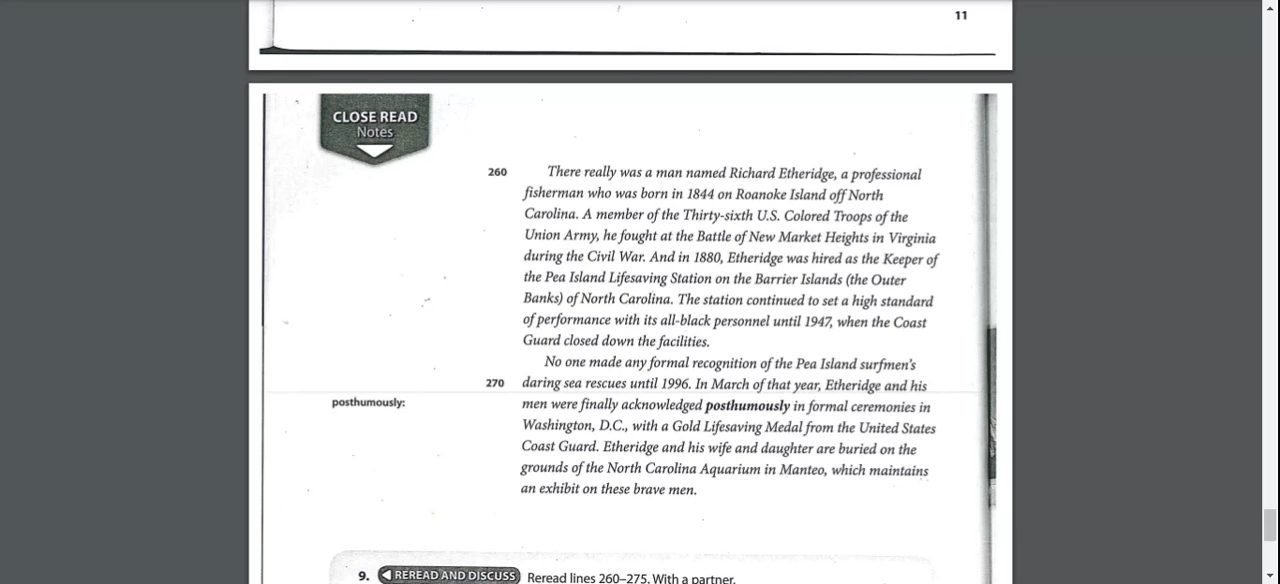 11
CLOSE READ
Notes
260 There really was a man named Richard Etheridge, a professional
fisherman who was born in 1844 on Roanoke Island off North
Carolina. A member of the Thirty-sixth U.S. Colored Troops of the
Union Army, he fought at the Battle of New Market Heights in Virginia
during the Civil War. And in 1880, Etheridge was hired as the Keeper of
the Pea Island Lifesaving Station on the Barrier Islands (the Outer
Banks) of North Carolina. The station continued to set a high standard
of performance with its all-black personnel until 1947, when the Coast
Guard closed down the facilities.
No one made any formal recognition of the Pea Island surfmen's
270 daring sea rescues until 1996. In March of that year, Etheridge and his
posthumously: men were finally acknowledged posthumously in formal ceremonies in
Washington, D.C., with a Gold Lifesaving Medal from the United States
Coast Guard. Etheridge and his wife and daughter are buried on the
grounds of the North Carolina Aquarium in Manteo, which maintains
an exhibit on these brave men.
9. REREAD AND DISCUSS Reread lines 260–275. With a partner,